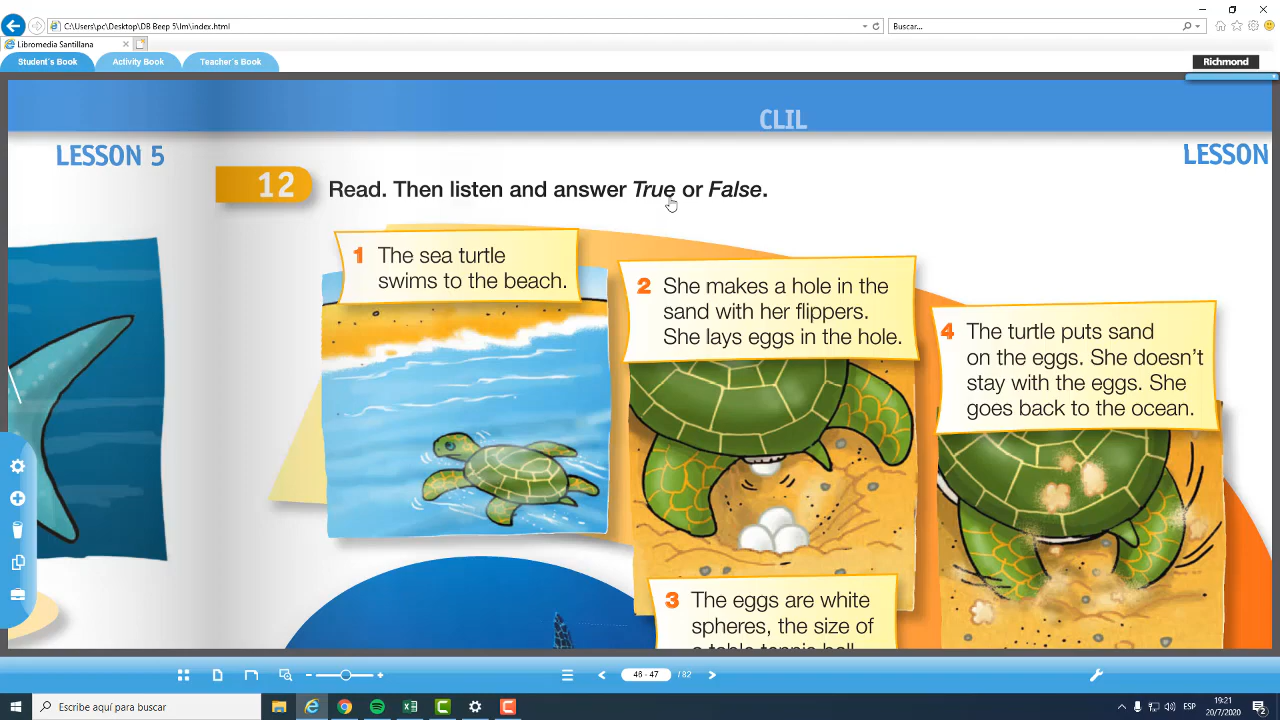 C:\Users\pc\Desktop\DB Beep 5\lm\index.html
Buscar...
Libromedia Santillana
Student´s Book
Activity Book
Teacher´s Book
Richmond
CLIL
LESSON 5
LESSON
12 Read. Then listen and answer True or False.
1 The sea turtle
swims to the beach.
2 She makes a hole in the
sand with her flippers.
She lays eggs in the hole.
4 The turtle puts sand
on the eggs. She doesn't
stay with the eggs. She
goes back to the ocean.
3 The eggs are white
spheres, the size of
a table tennis ball
46 - 47 / 82
Escribe aquí para buscar
ESP
19:21
20/7/2020
2